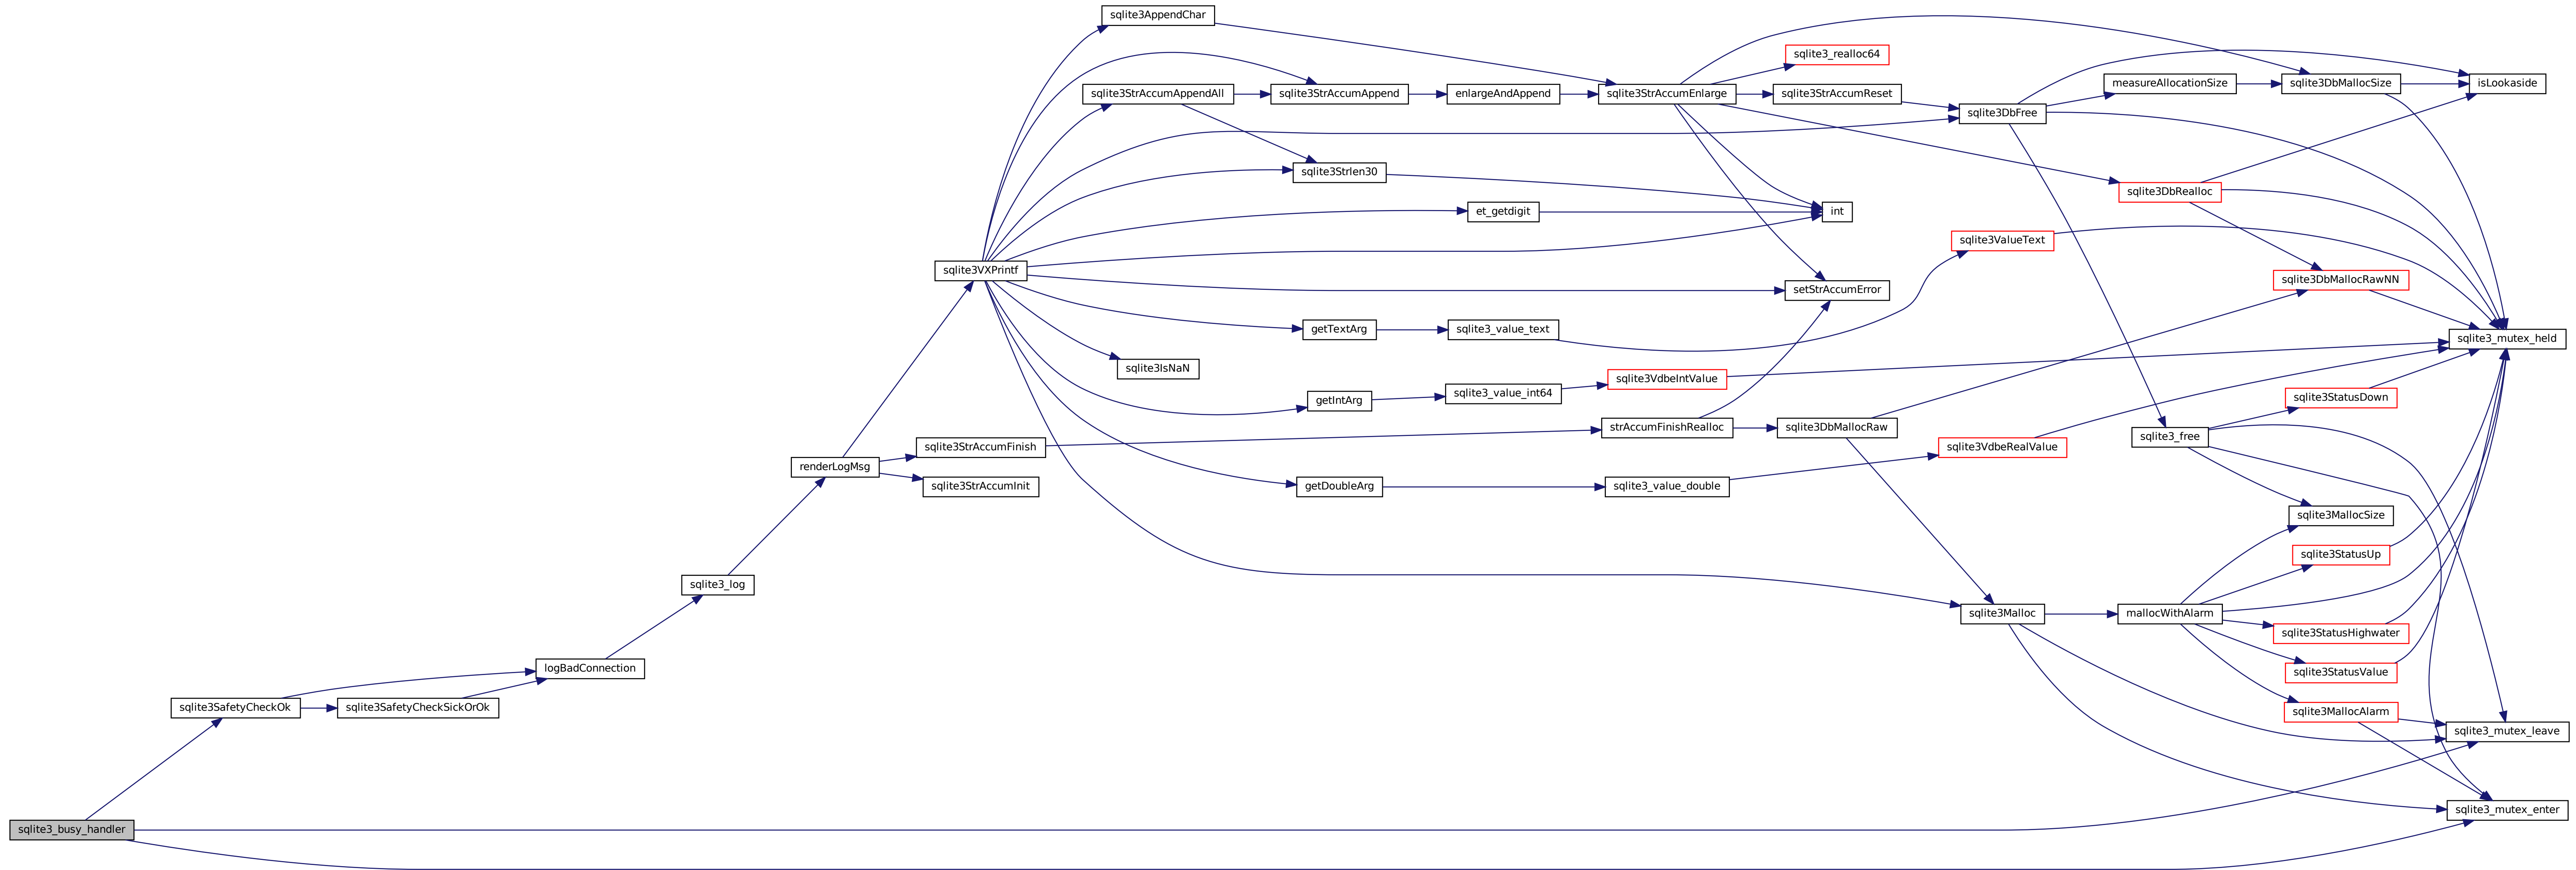 sqlite3AppendChar
sqlite3_realloc64
measureAllocationSize
sqlite3DbMallocSize
isLookaside
sqlite3StrAccumAppendAll
sqlite3StrAccumAppend
enlargeAndAppend
sqlite3StrAccumEnlarge
sqlite3StrAccumReset
sqlite3DbFree
sqlite3Strlen30
sqlite3DbRealloc
et_getdigit
int
sqlite3ValueText
sqlite3VXPrintf
sqlite3DbMallocRawNN
setStrAccumError
getTextArg
sqlite3_value_text
sqlite3_mutex_held
sqlite3IsNaN
sqlite3VdbeIntValue
getIntArg
sqlite3_value_int64
sqlite3StatusDown
strAccumFinishRealloc
sqlite3DbMallocRaw
sqlite3_free
sqlite3StrAccumFinish
sqlite3VdbeRealValue
renderLogMsg
sqlite3StrAccumInit
getDoubleArg
sqlite3_value_double
sqlite3MallocSize
sqlite3StatusUp
sqlite3_log
sqlite3Malloc
mallocWithAlarm
sqlite3StatusHighwater
logBadConnection
sqlite3StatusValue
sqlite3SafetyCheckOk
sqlite3SafetyCheckSickOrOk
sqlite3MallocAlarm
sqlite3_mutex_leave
sqlite3_busy_handler
sqlite3_mutex_enter